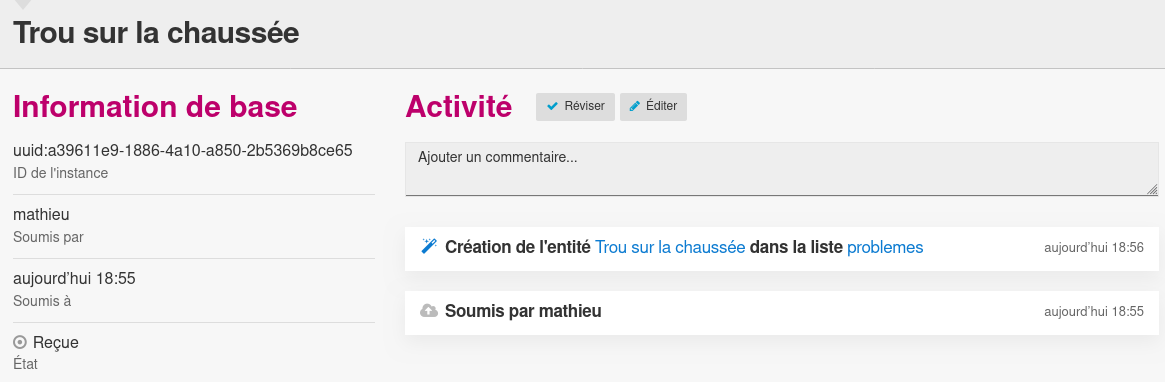 Trou sur la chaussée
Information de base
uuid:a39611e9-1886-4a10-a850-2b5369b8ce65
ID de l'instance
mathieu
Soumis par
aujourd'hui 18:55
Soumis à
Reçue
État
Activité
Réviser
Éditer
Ajouter un commentaire...
Création de l'entité Trou sur la chaussée dans la liste problemes
aujourd'hui 18:56
Soumis par mathieu
aujourd'hui 18:55